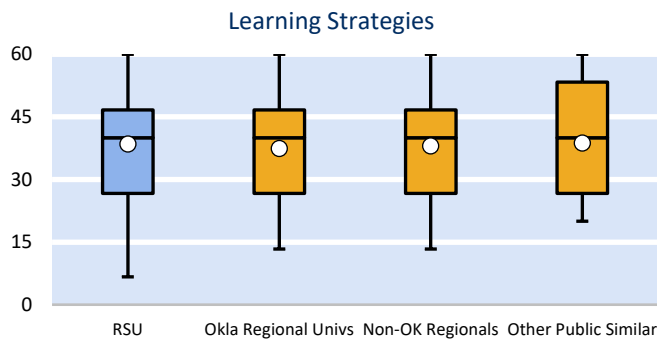 Learning Strategies
60
45
30
15
0
RSU Okla Regional Univs Non-OK Regionals Other Public Similar